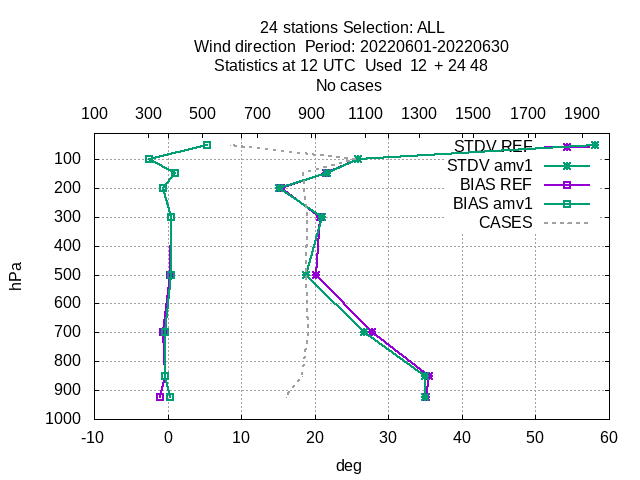 24 stations Selection: ALL
Wind direction  Period: 20220601-20220630
Statistics at 12 UTC  Used  12  + 24 48
No cases
100 300 500 700 900 1100 1300 1500 1700 1900
STDV REF
STDV amv1
BIAS REF
BIAS amv1
CASES
100
200
300
400
500
600
700
800
900
1000
hPa
-10 0 10 20 30 40 50 60
deg